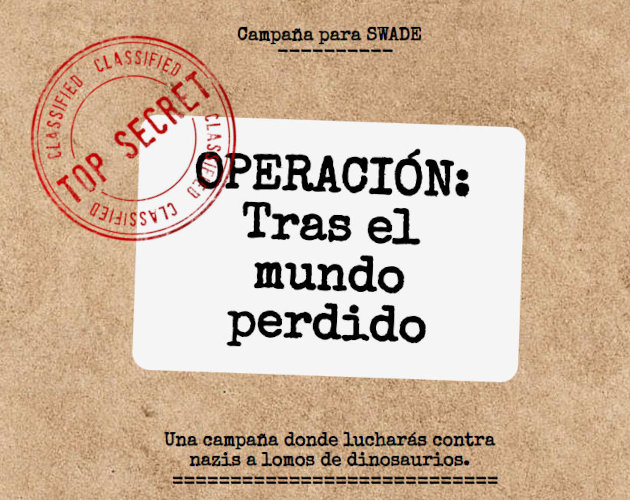 Campaña para SWADE
----------
CLASSIFIED
CLASSIFIED
TOP SECRET
CLASSIFIED
CLASSIFIED
OPERACIÓN:
Tras el
mundo
perdido
Una campaña donde lucharás contra
nazis a lomos de dinosaurios.
============================